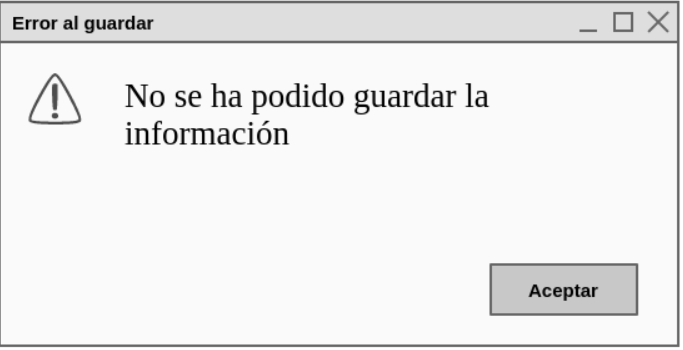 Error al guardar
No se ha podido guardar la
información
Aceptar